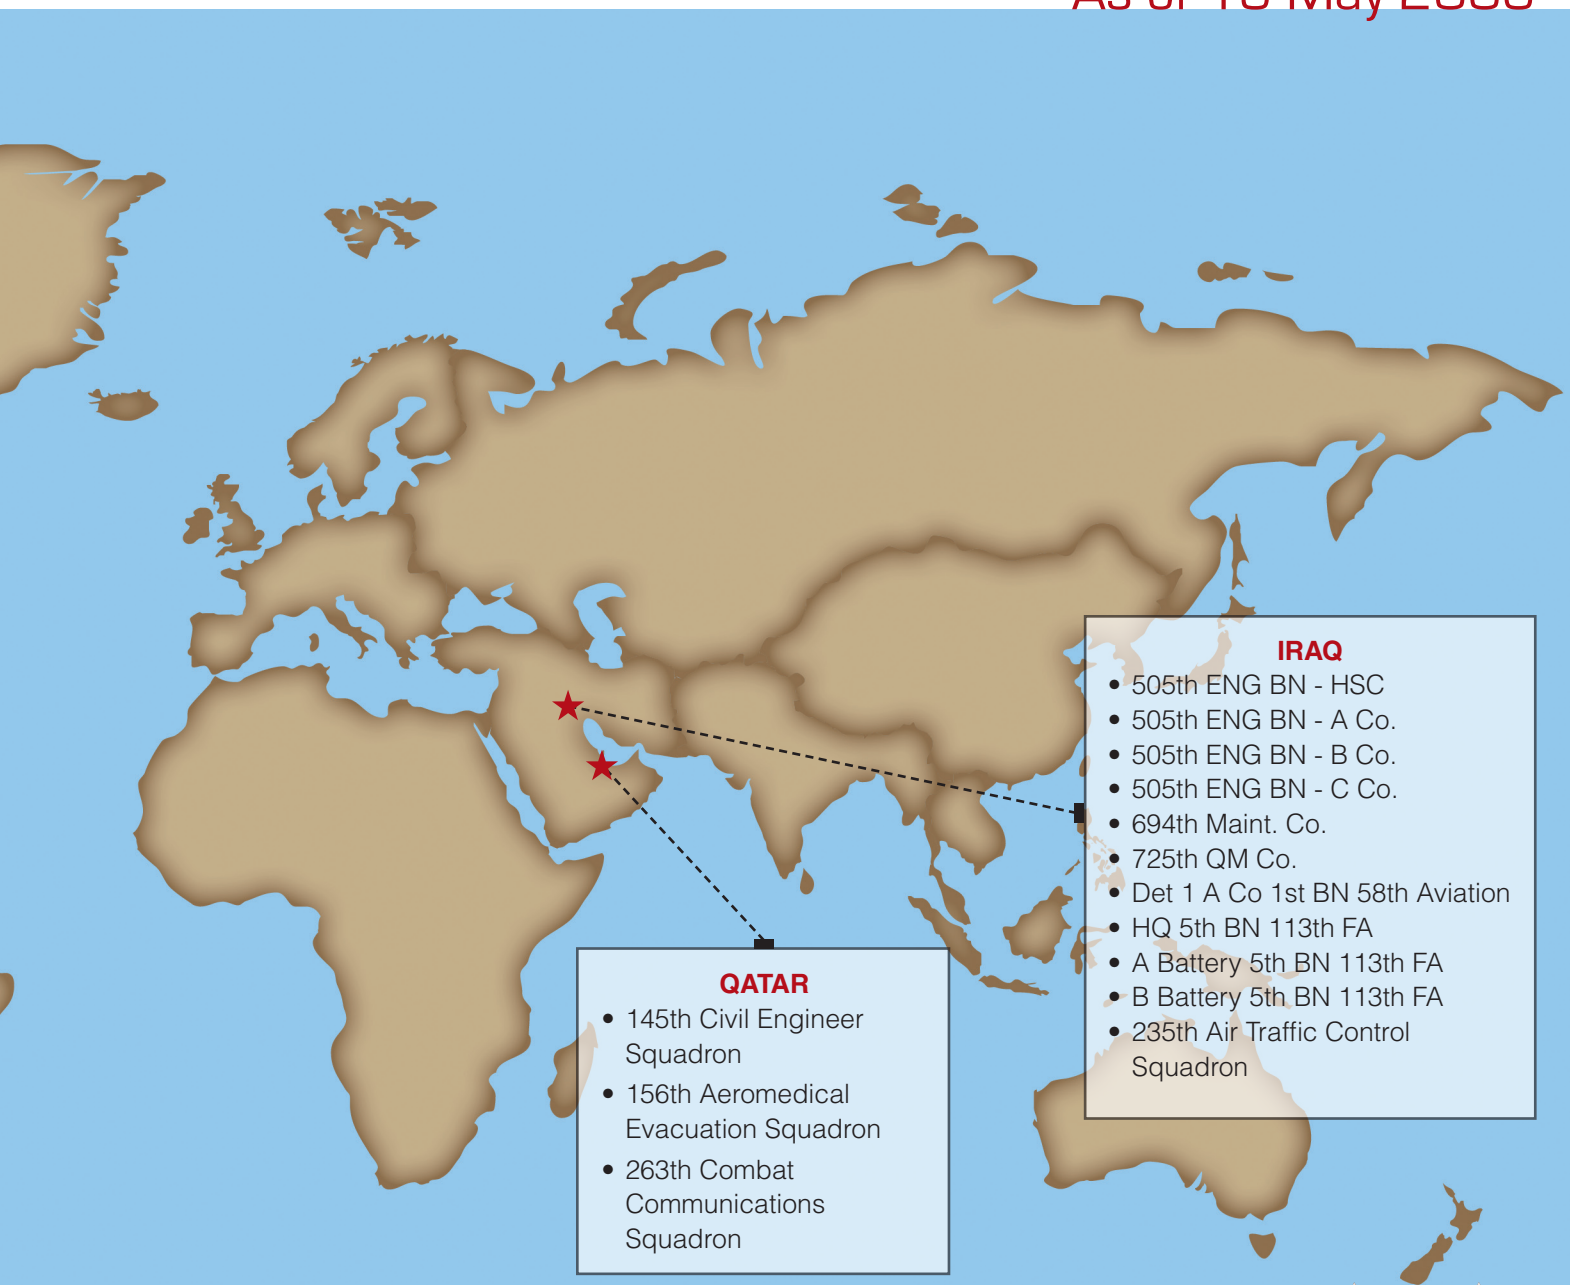 As of
May
IRAQ
• 505th ENG BN - HSC
• 505th ENG BN - A Co.
• 505th ENG BN - B Co.
• 505th ENG BN - C Co.
• 694th Maint. Co.
• 725th QM Co.
• Det 1 A Co 1st BN 58th Aviation
• HQ 5th BN 113th FA
• A Battery 5th BN 113th FA
• B Battery 5th BN 113th FA
• 235th Air Traffic Control
Squadron
QATAR
• 145th Civil Engineer
Squadron
• 156th Aeromedical
Evacuation Squadron
• 263th Combat
Communications
Squadron